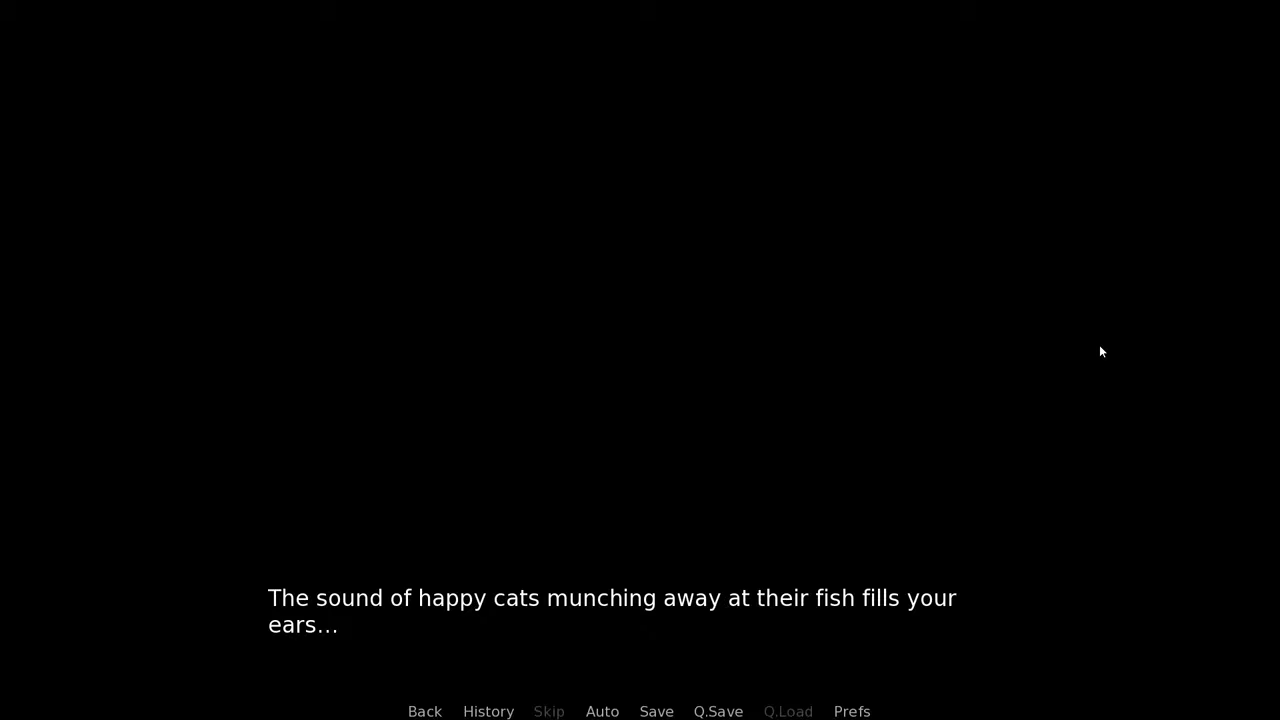 The sound of happy cats munching away at their fish fills your
ears...
Back History Skip Auto Save Q.Save Q.Load Prefs